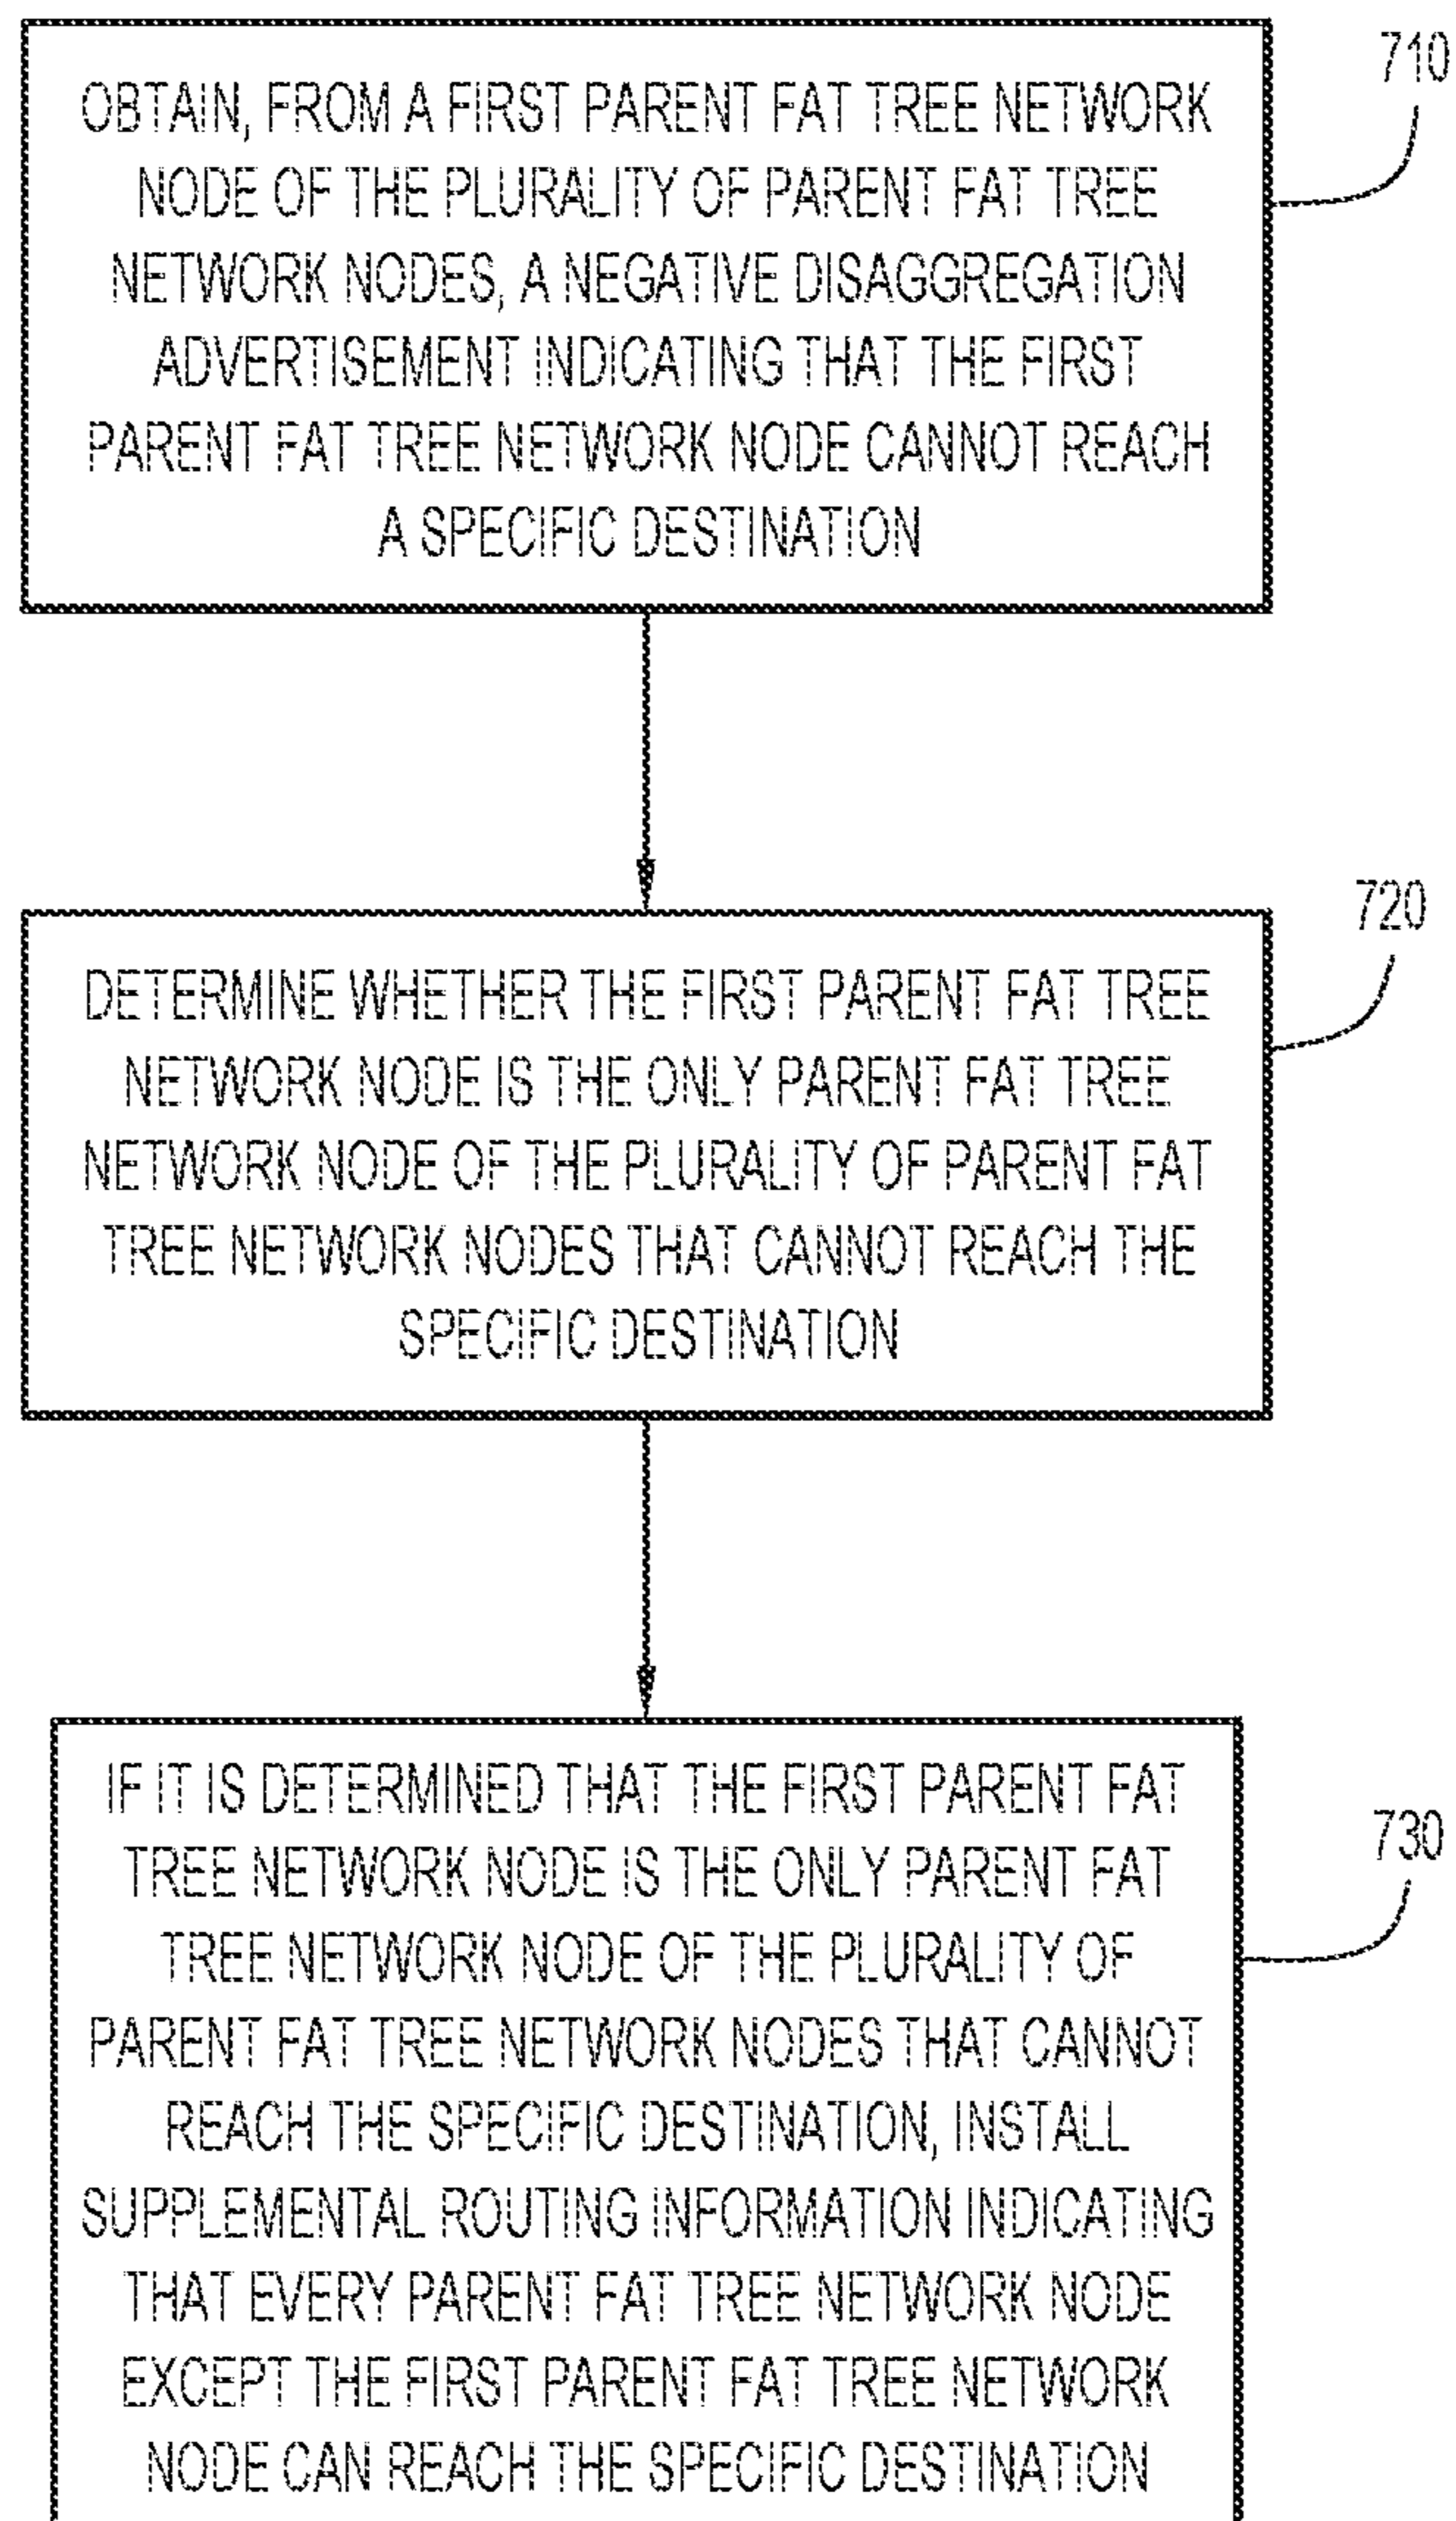 OBTAIN, FROM A FIRST PARENT FAT TREE NETWORK
NODE OF THE PLURALITY OF PARENT FAT TREE
NETWORK NODES, A NEGATIVE DISAGGREGATION
ADVERTISEMENT INDICATING THAT THE FIRST
PARENT FAT TREE NETWORK NODE CANNOT REACH
A SPECIFIC DESTINATION
710
DETERMINE WHETHER THE FIRST PARENT FAT TREE
NETWORK NODE IS THE ONLY PARENT FAT TREE
NETWORK NODE OF THE PLURALITY OF PARENT FAT
TREE NETWORK NODES THAT CANNOT REACH THE
SPECIFIC DESTINATION
720
IF IT IS DETERMINED THAT THE FIRST PARENT FAT
TREE NETWORK NODE IS THE ONLY PARENT FAT
TREE NETWORK NODE OF THE PLURALITY OF
PARENT FAT TREE NETWORK NODES THAT CANNOT
REACH THE SPECIFIC DESTINATION, INSTALL
SUPPLEMENTAL ROUTING INFORMATION INDICATING
THAT EVERY PARENT FAT TREE NETWORK NODE
EXCEPT THE FIRST PARENT FAT TREE NETWORK
NODE CAN REACH THE SPECIFIC DESTINATION
730